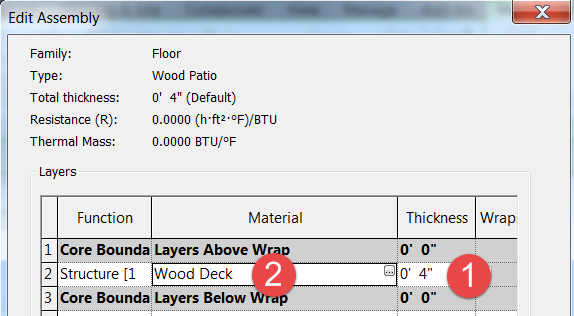 Edit Assembly
Family: Floor
Type: Wood Patio
Total thickness: 0' 4" (Default)
Resistance (R): 0.0000 (h·ft²·°F)/BTU
Thermal Mass: 0.0000 BTU/°F
Layers
Function Material Thickness Wraps
1 Core Bounda Layers Above Wrap 0' 0"
2 Structure [1 Wood Deck 2 ... 0' 4" 1
3 Core Bounda Layers Below Wrap 0' 0"